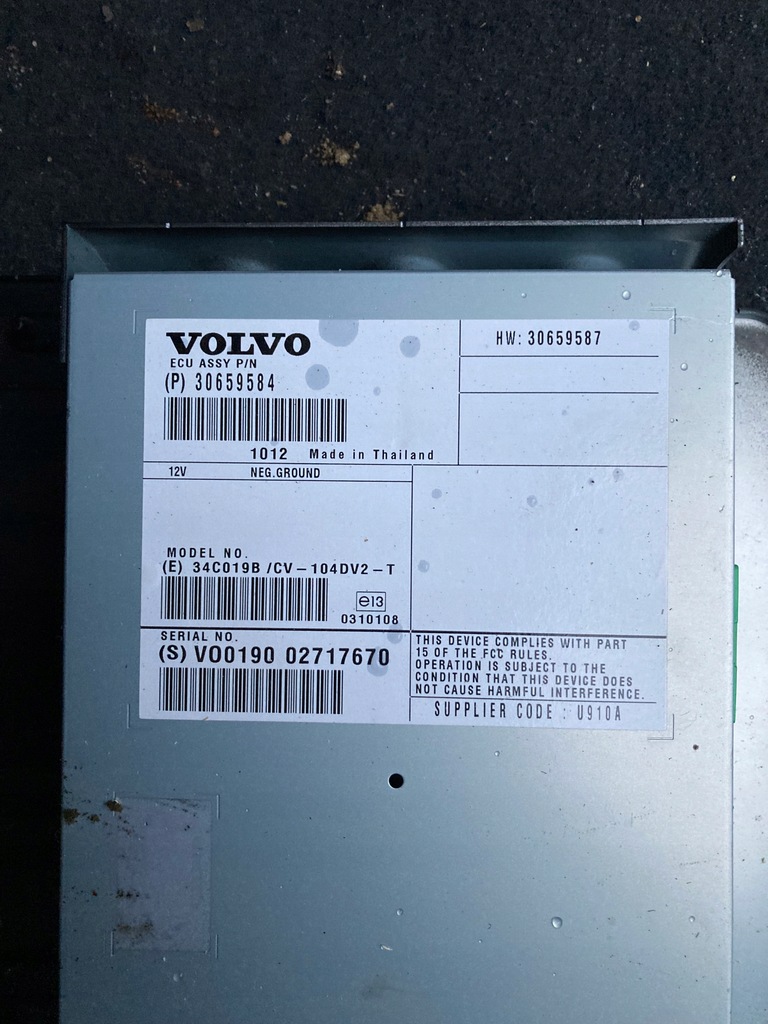 VOLVO
ECU ASSY P/N
(P) 30659584
1012 Made in Thailand
HW: 30659587
12V NEG.GROUND
MODEL NO.
(E) 34C019B /CV-104DV2-T
e13
0310108
SERIAL NO.
(S) VO0190 02717670
THIS DEVICE COMPLIES WITH PART
15 OF THE FCC RULES.
OPERATION IS SUBJECT TO THE
CONDITION THAT THIS DEVICE DOES
NOT CAUSE HARMFUL INTERFERENCE.
SUPPLIER CODE : U910A